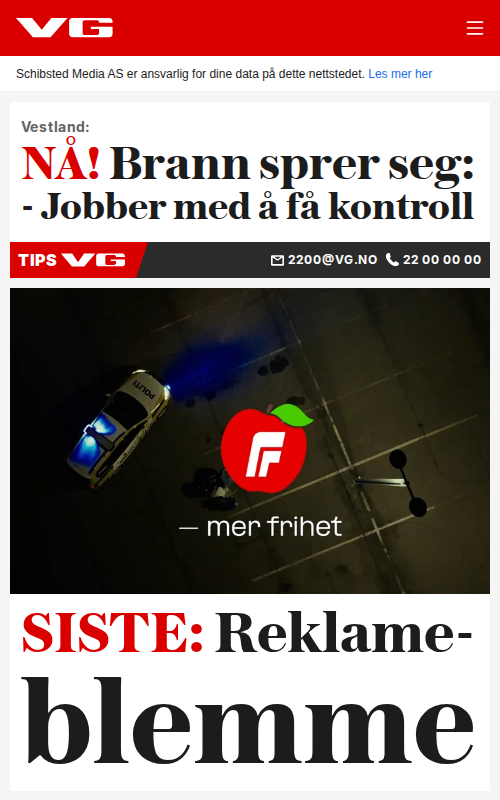 VG
Schibsted Media AS er ansvarlig for dine data på dette nettstedet. Les mer her
Vestland:
NÅ! Brann sprer seg:
- Jobber med å få kontroll
TIPS VG
2200@VG.NO 22 00 00 00
POLITI
F
— mer frihet
SISTE: Reklame-
blemme